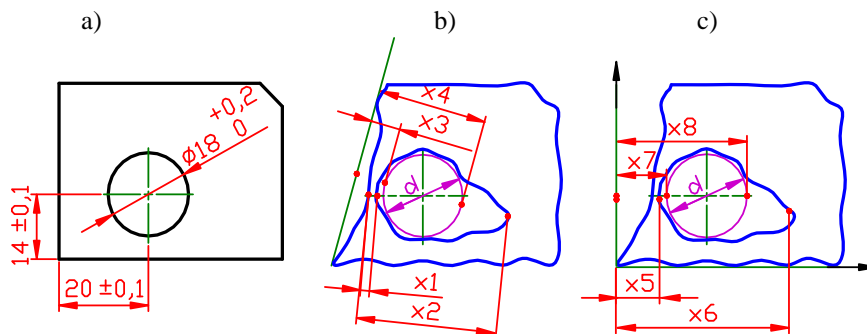 a)
b)
c)
ø18 +0,2
0
14 ±0,1
20 ±0,1
x4
x3
d
x1
x2
x8
x7
d
x5
x6